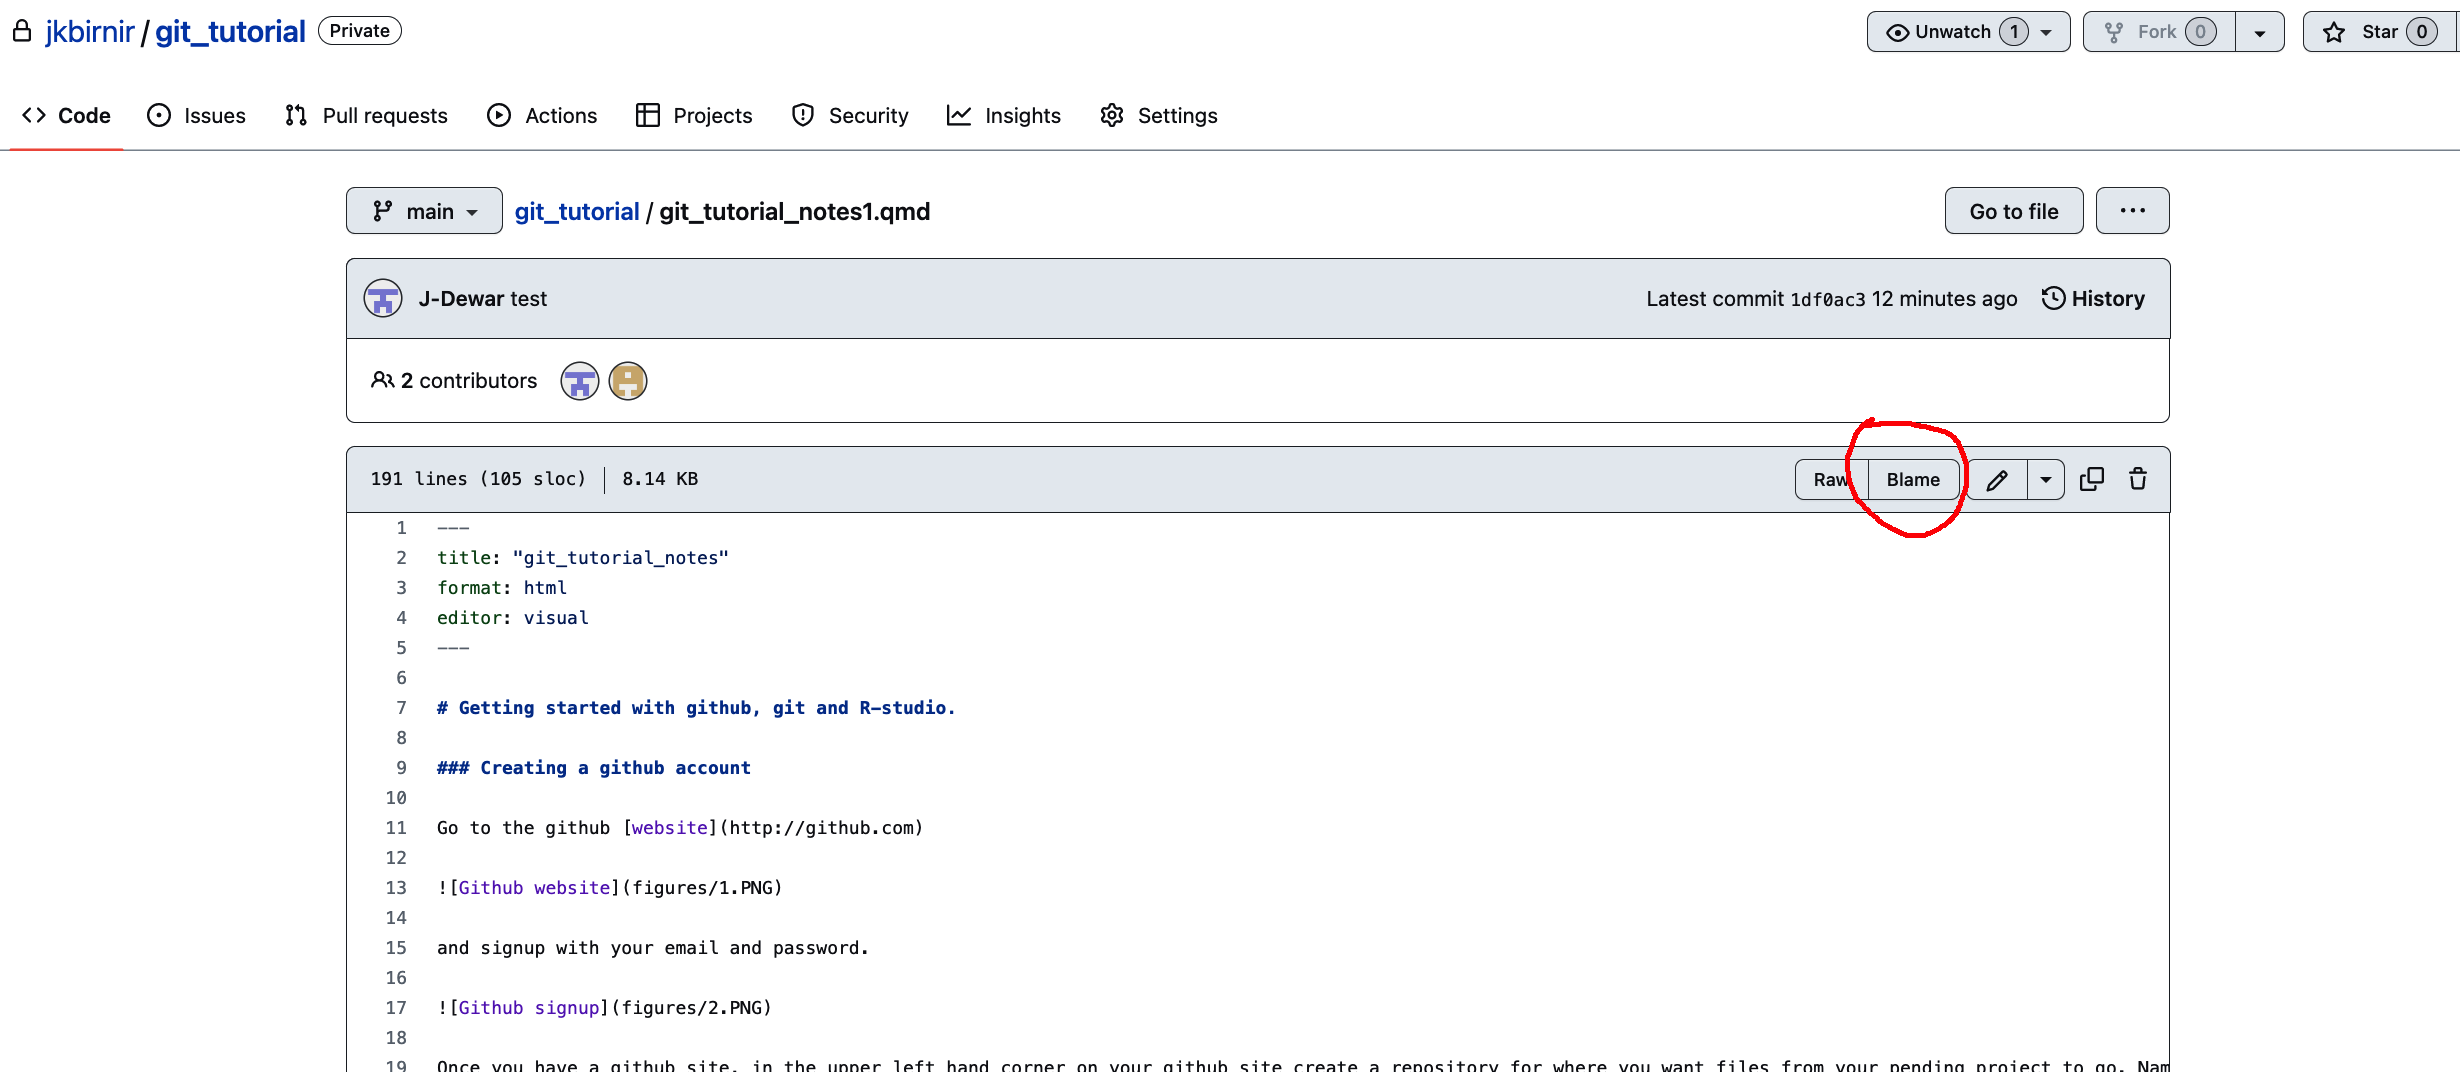 jkbirnir / git_tutorial Private Unwatch 1 Fork 0 Star 0
Code Issues Pull requests Actions Projects Security Insights Settings
main git_tutorial / git_tutorial_notes1.qmd Go to file ...
J-Dewar test Latest commit 1df0ac3 12 minutes ago History
2 contributors
191 lines (105 sloc) 8.14 KB Raw Blame
1 ---
2 title: "git_tutorial_notes"
3 format: html
4 editor: visual
5 ---
6
7 # Getting started with github, git and R-studio.
8
9 ### Creating a github account
10
11 Go to the github [website](http://github.com)
12
13 ![Github website](figures/1.PNG)
14
15 and signup with your email and password.
16
17 ![Github signup](figures/2.PNG)
18
19 Once you have a github site, in the upper left hand corner on your github site create a repository for where you want files from your pending project to go. Nam